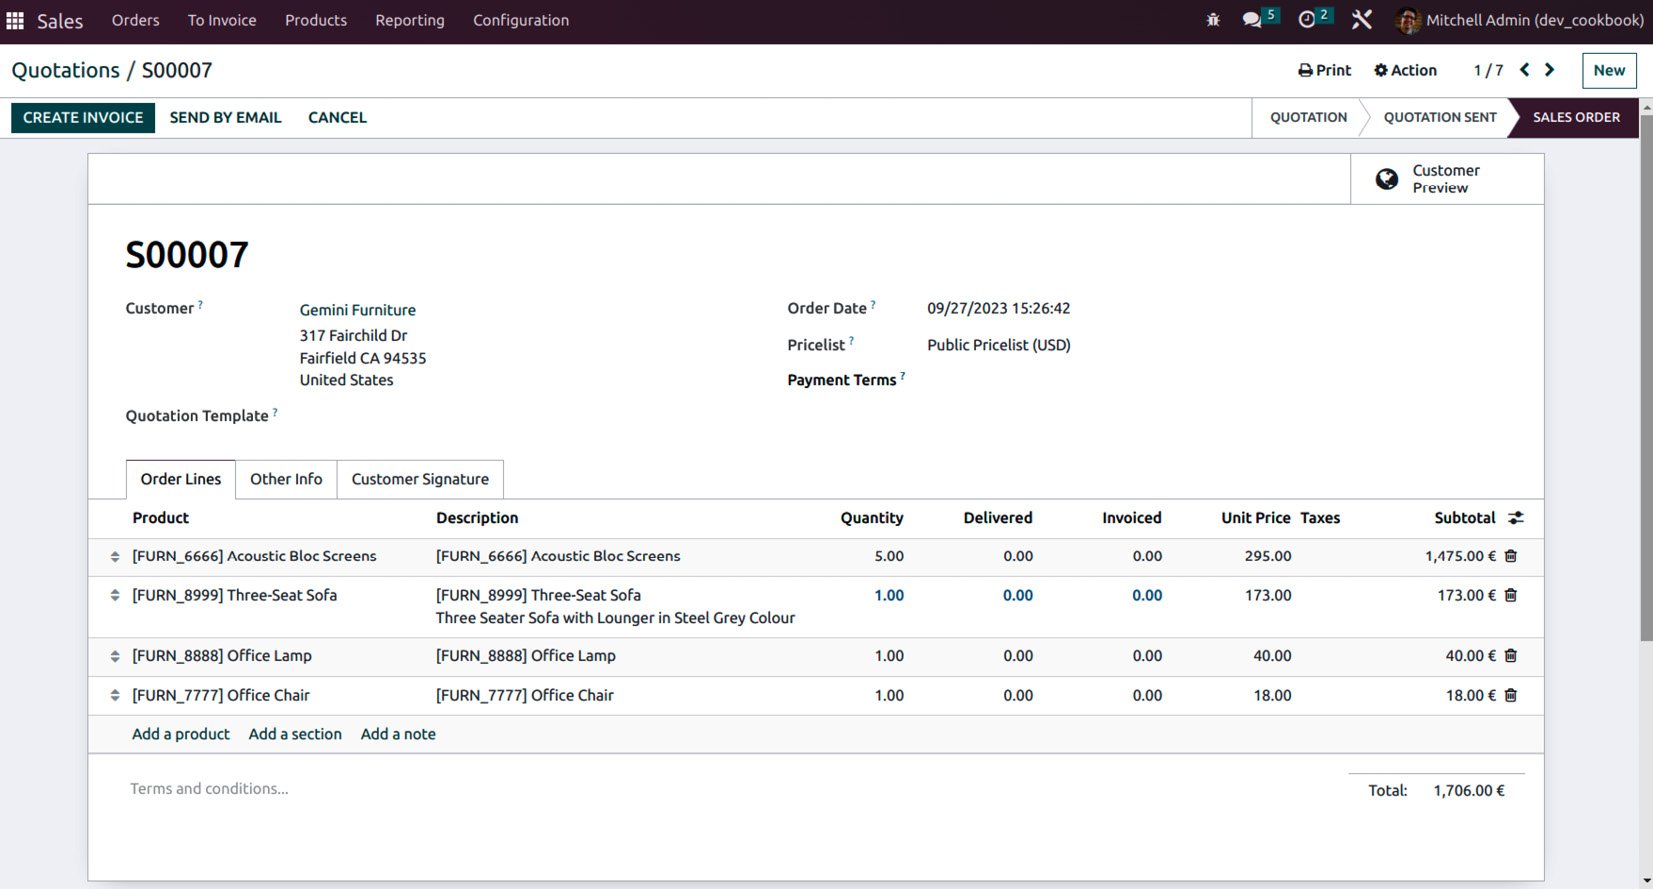 Sales Orders To Invoice Products Reporting Configuration 5 2 Mitchell Admin (dev_cookbook)
Quotations / S00007 Print Action 1 / 7 New
CREATE INVOICE SEND BY EMAIL CANCEL QUOTATION QUOTATION SENT SALES ORDER
Customer
Preview
S00007
Customer ? Gemini Furniture Order Date ? 09/27/2023 15:26:42
317 Fairchild Dr
Pricelist ? Public Pricelist (USD)
Fairfield CA 94535
United States Payment Terms ?
Quotation Template ?
Order Lines Other Info Customer Signature
Product Description Quantity Delivered Invoiced Unit Price Taxes Subtotal
[FURN_6666] Acoustic Bloc Screens [FURN_6666] Acoustic Bloc Screens 5.00 0.00 0.00 295.00 1,475.00 €
[FURN_8999] Three-Seat Sofa [FURN_8999] Three-Seat Sofa 1.00 0.00 0.00 173.00 173.00 €
Three Seater Sofa with Lounger in Steel Grey Colour
[FURN_8888] Office Lamp [FURN_8888] Office Lamp 1.00 0.00 0.00 40.00 40.00 €
[FURN_7777] Office Chair [FURN_7777] Office Chair 1.00 0.00 0.00 18.00 18.00 €
Add a product Add a section Add a note
Terms and conditions... Total: 1,706.00 €